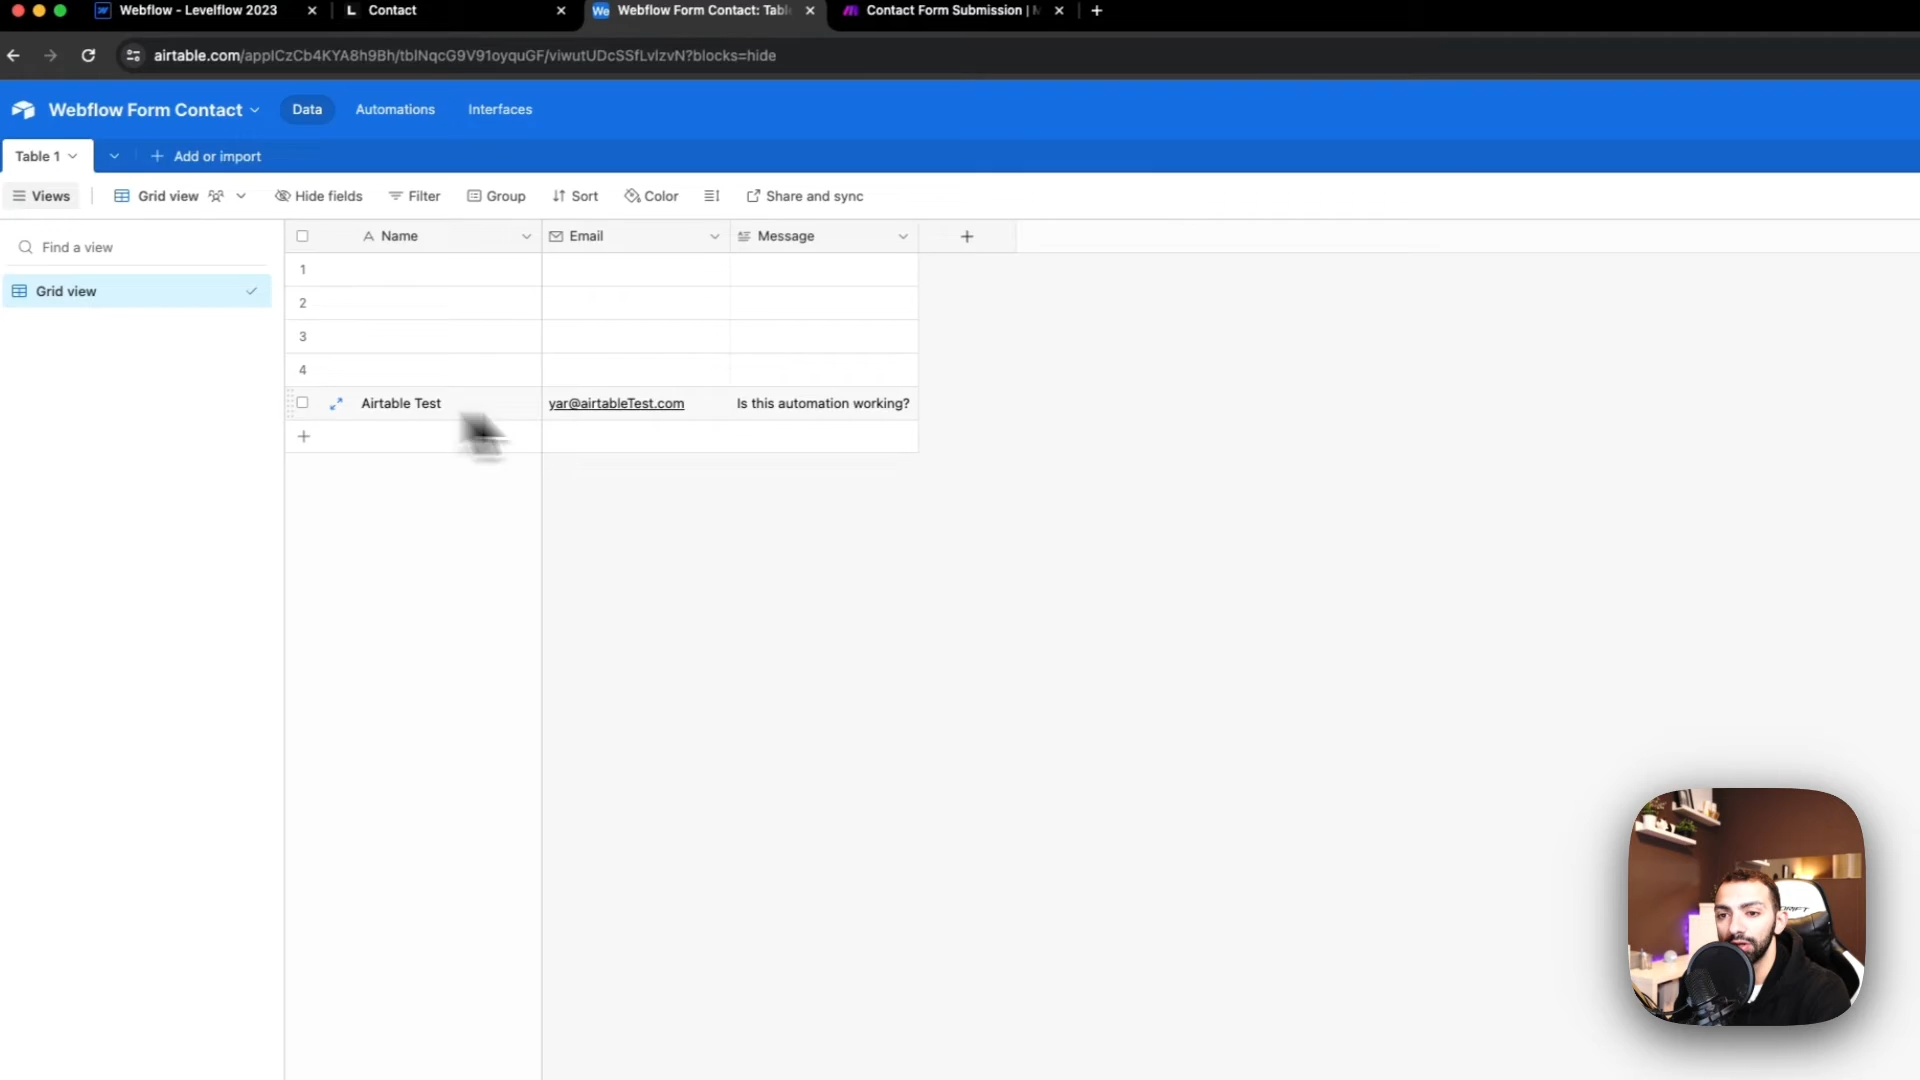 Webflow - Levelflow 2023
L Contact
We Webflow Form Contact: Tabl
Contact Form Submission |
airtable.com/applCzCb4KYA8h9Bh/tblNqcG9V91oyquGF/viwutUDcSSfLvlzvN?blocks=hide
Webflow Form Contact
Data
Automations
Interfaces
Table 1
Add or import
Views
Grid view
Hide fields
Filter
Group
Sort
Color
Share and sync
Find a view
Grid view
Name
Email
Message
1
2
3
4
Airtable Test
yar@airtableTest.com
Is this automation working?